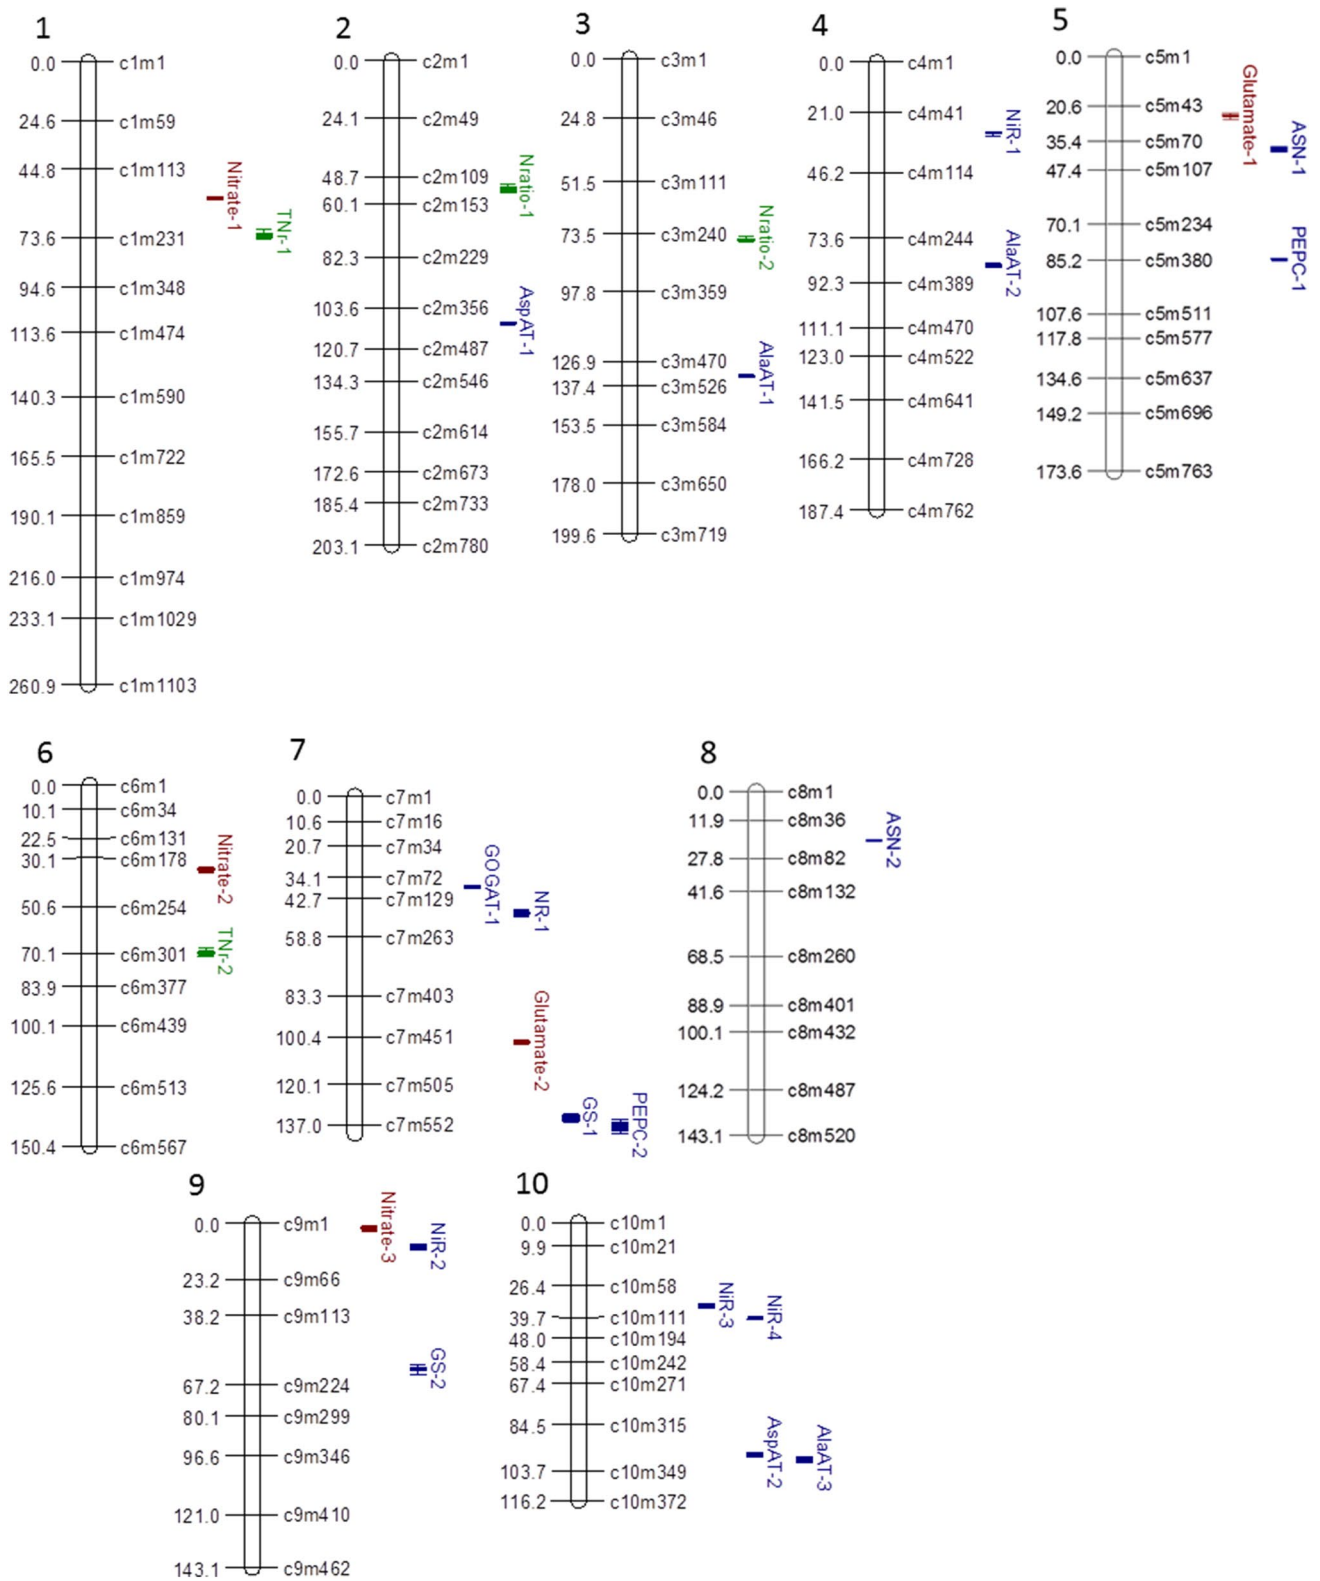 1
0.0 c1m1
24.6 c1m59
44.8 c1m113
73.6 c1m231
94.6 c1m348
113.6 c1m474
140.3 c1m590
165.5 c1m722
190.1 c1m859
216.0 c1m974
233.1 c1m1029
260.9 c1m1103
Nitrate-1
TNr-1
2
0.0 c2m1
24.1 c2m49
48.7 c2m109
60.1 c2m153
82.3 c2m229
103.6 c2m356
120.7 c2m487
134.3 c2m546
155.7 c2m614
172.6 c2m673
185.4 c2m733
203.1 c2m780
Nratio-1
AspAT-1
3
0.0 c3m1
24.8 c3m46
51.5 c3m111
73.5 c3m240
97.8 c3m359
126.9 c3m470
137.4 c3m526
153.5 c3m584
178.0 c3m650
199.6 c3m719
Nratio-2
AlaAT-1
4
0.0 c4m1
21.0 c4m41
46.2 c4m114
73.6 c4m244
92.3 c4m389
111.1 c4m470
123.0 c4m522
141.5 c4m641
166.2 c4m728
187.4 c4m762
NiR-1
AlaAT-2
5
0.0 c5m1
20.6 c5m43
35.4 c5m70
47.4 c5m107
70.1 c5m234
85.2 c5m380
107.6 c5m511
117.8 c5m577
134.6 c5m637
149.2 c5m696
173.6 c5m763
Glutamate-1
ASN-1
PEPC-1
6
0.0 c6m1
10.1 c6m34
22.5 c6m131
30.1 c6m178
50.6 c6m254
70.1 c6m301
83.9 c6m377
100.1 c6m439
125.6 c6m513
150.4 c6m567
Nitrate-2
TNr-2
7
0.0 c7m1
10.6 c7m16
20.7 c7m34
34.1 c7m72
42.7 c7m129
58.8 c7m263
83.3 c7m403
100.4 c7m451
120.1 c7m505
137.0 c7m552
GOGAT-1
NR-1
Glutamate-2
GS-1
PEPC-2
8
0.0 c8m1
11.9 c8m36
27.8 c8m82
41.6 c8m132
68.5 c8m260
88.9 c8m401
100.1 c8m432
124.2 c8m487
143.1 c8m520
ASN-2
9
0.0 c9m1
23.2 c9m66
38.2 c9m113
67.2 c9m224
80.1 c9m299
96.6 c9m346
121.0 c9m410
143.1 c9m462
Nitrate-3
NiR-2
GS-2
10
0.0 c10m1
9.9 c10m21
26.4 c10m58
39.7 c10m111
48.0 c10m194
58.4 c10m242
67.4 c10m271
84.5 c10m315
103.7 c10m349
116.2 c10m372
NiR-3
NiR-4
AspAT-2
AlaAT-3